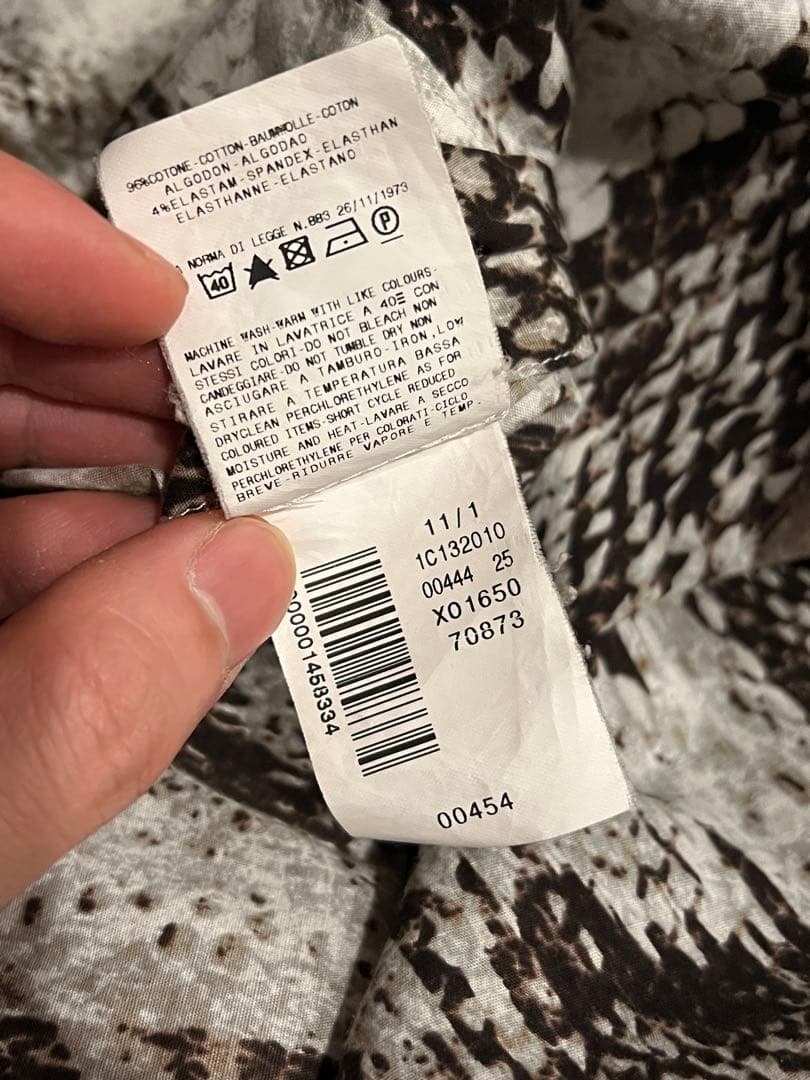 96%COTONE-COTTON-BAUMWOLLE-COTON
ALGODON-ALGODAO
4%ELASTAM-SPANDEX-ELASTHAN
ELASTHANNE-ELASTANO
NORMA DI LEGGE N.883 26/11/1973
40
P
MACHINE WASH-WARM WITH LIKE COLOURS-
LAVARE IN LAVATRICE A 40 CON
STESSI COLORI-DO NOT BLEACH NON
CANDEGGIARE-DO NOT TUMBLE DRY NON
ASCIUGARE A TAMBURO-IRON,LOW
STIRARE A TEMPERATURA BASSA
DRYCLEAN PERCHLORETHYLENE AS FOR
COLOURED ITEMS-SHORT CYCLE REDUCED
MOISTURE AND HEAT-LAVARE A SECCO
PERCHLORETHYLENE PER COLORATI-CICLO
BREVE-RIDURRE VAPORE E TEMP.
11/1
1C132010
00444 25
X01650
70873
00001458334
00454